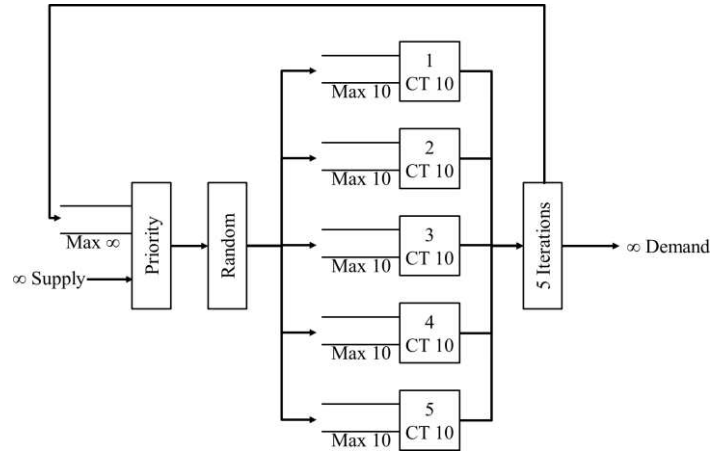 1
CT 10
Max 10
2
CT 10
Max 10
3
CT 10
Max 10
4
CT 10
Max 10
5
CT 10
Max 10
Max ∞
∞ Supply
Priority
Random
5 Iterations
∞ Demand